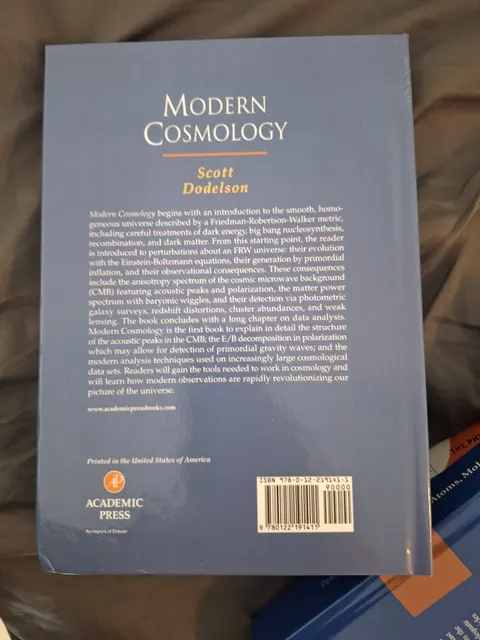 MODERN
COSMOLOGY
Scott
Dodelson
Modern Cosmology begins with an introduction to the smooth, homo-
geneous universe described by a Friedman-Robertson-Walker metric,
including careful treatments of dark energy, big bang nucleosynthesis,
recombination, and dark matter. From this starting point, the reader
is introduced to perturbations about an FRW universe: their evolution
with the Einstein-Boltzmann equations, their generation by primordial
inflation, and their observational consequences. These consequences
include the anisotropy spectrum of the cosmic microwave background
(CMB) featuring acoustic peaks and polarization, the matter power
spectrum with baryonic wiggles, and their detection via photometric
galaxy surveys, redshift distortions, cluster abundances, and weak
lensing. The book concludes with a long chapter on data analysis.
Modern Cosmology is the first book to explain in detail the structure
of the acoustic peaks in the CMB; the E/B decomposition in polarization
which may allow for detection of primordial gravity waves; and the
modern analysis techniques used on increasingly large cosmological
data sets. Readers will gain the tools needed to work in cosmology and
will learn how modern observations are rapidly revolutionizing our
picture of the universe.
www.academicpressbooks.com
Printed in the United States of America
AP
ACADEMIC
PRESS
An Imprint of Elsevier
ISBN 978-0-12-219141-1
90000
9 780122 191411
THE PHY
Atoms, Mol